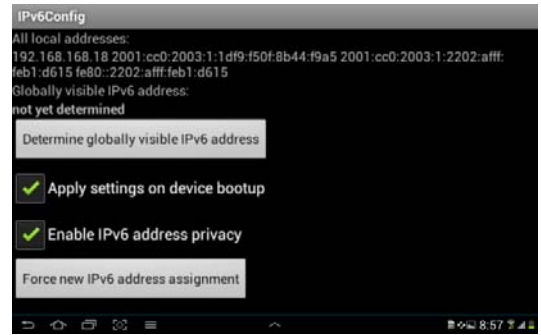 IPv6Config
All local addresses:
192.168.168.18 2001:cc0:2003:1:1df9:f50f:8b44:f9a5 2001:cc0:2003:1:2202:afff:
feb1:d615 fe80::2202:afff:feb1:d615
Globally visible IPv6 address:
not yet determined
Determine globally visible IPv6 address
Apply settings on device bootup
Enable IPv6 address privacy
Force new IPv6 address assignment
8:57